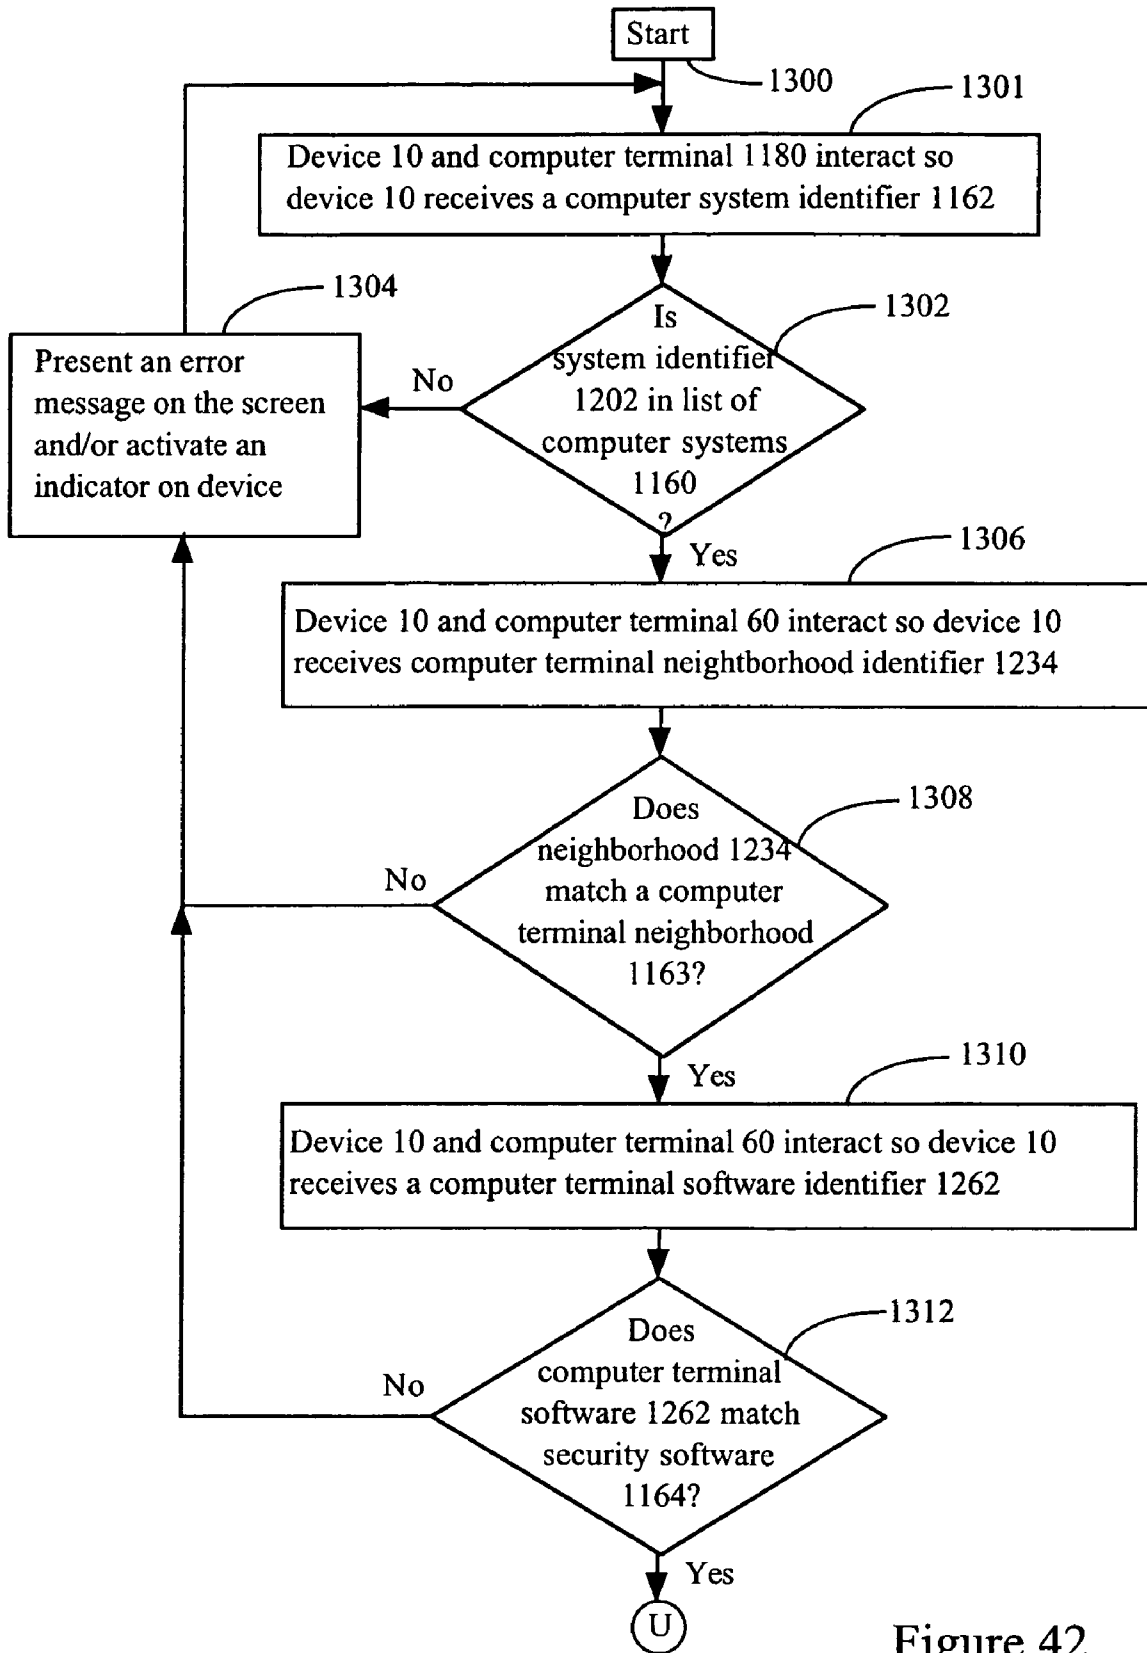 Start
1300
1301
Device 10 and computer terminal 1180 interact so
device 10 receives a computer system identifier 1162
1304
1302
Present an error
message on the screen
and/or activate an
indicator on device
No
Is
system identifier
1202 in list of
computer systems
1160
?
Yes
1306
Device 10 and computer terminal 60 interact so device 10
receives computer terminal neightborhood identifier 1234
1308
Does
neighborhood 1234
match a computer
terminal neighborhood
1163?
No
Yes
1310
Device 10 and computer terminal 60 interact so device 10
receives a computer terminal software identifier 1262
1312
Does
computer terminal
software 1262 match
security software
1164?
No
Yes
U
Figure 42